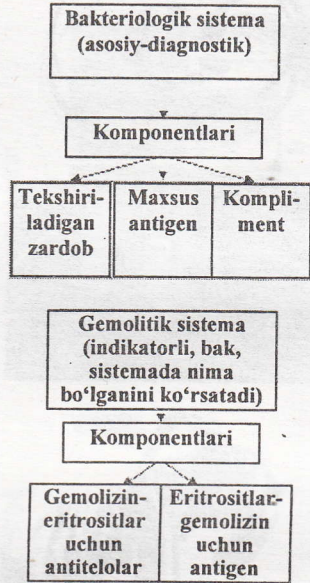 Bakteriologik sistema
(asosiy-diagnostik)
Komponentlari
Tekshiri-
ladigan
zardob
Maxsus
antigen
Kompli-
ment
Gemolitik sistema
(indikatorli, bak,
sistemada nima
bo‘lganini ko‘rsatadi)
Komponentlari
Gemolizin-
eritrositlar
uchun
antitelolar
Eritrositlar-
gemolizin
uchun
antigen